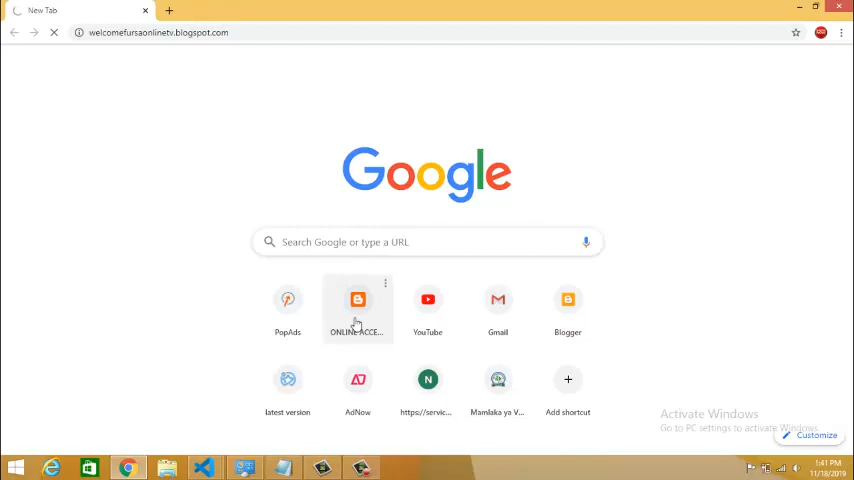 New Tab
welcomefursaonlinetv.blogspot.com
Google
Search Google or type a URL
PopAds
ONLINE ACCE...
YouTube
Gmail
Blogger
latest version
AdNow
N
https://servic...
Mamlaka ya V...
Add shortcut
Activate Windows
Go to PC settings to activate Windows.
Customize
1:41 PM
11/18/2019